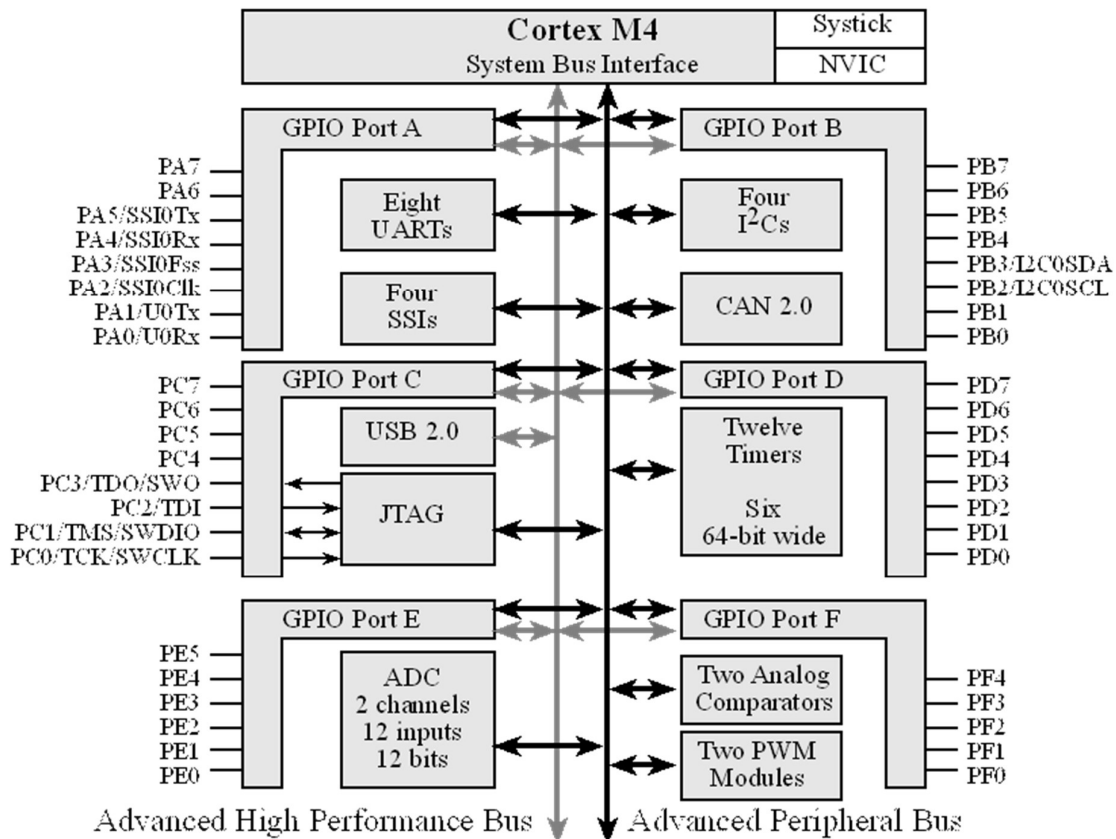 Cortex M4
System Bus Interface
Systick
NVIC
GPIO Port A
PA7
PA6
PA5/SSI0Tx
PA4/SSI0Rx
PA3/SSI0Fss
PA2/SSI0Clk
PA1/U0Tx
PA0/U0Rx
Eight
UARTs
Four
SSIs
GPIO Port B
Four
I²Cs
CAN 2.0
PB7
PB6
PB5
PB4
PB3/I2C0SDA
PB2/I2C0SCL
PB1
PB0
GPIO Port C
PC7
PC6
PC5
PC4
PC3/TDO/SWO
PC2/TDI
PC1/TMS/SWDIO
PC0/TCK/SWCLK
USB 2.0
JTAG
GPIO Port D
Twelve
Timers
Six
64-bit wide
PD7
PD6
PD5
PD4
PD3
PD2
PD1
PD0
GPIO Port E
PE5
PE4
PE3
PE2
PE1
PE0
ADC
2 channels
12 inputs
12 bits
GPIO Port F
Two Analog
Comparators
Two PWM
Modules
PF4
PF3
PF2
PF1
PF0
Advanced High Performance Bus
Advanced Peripheral Bus